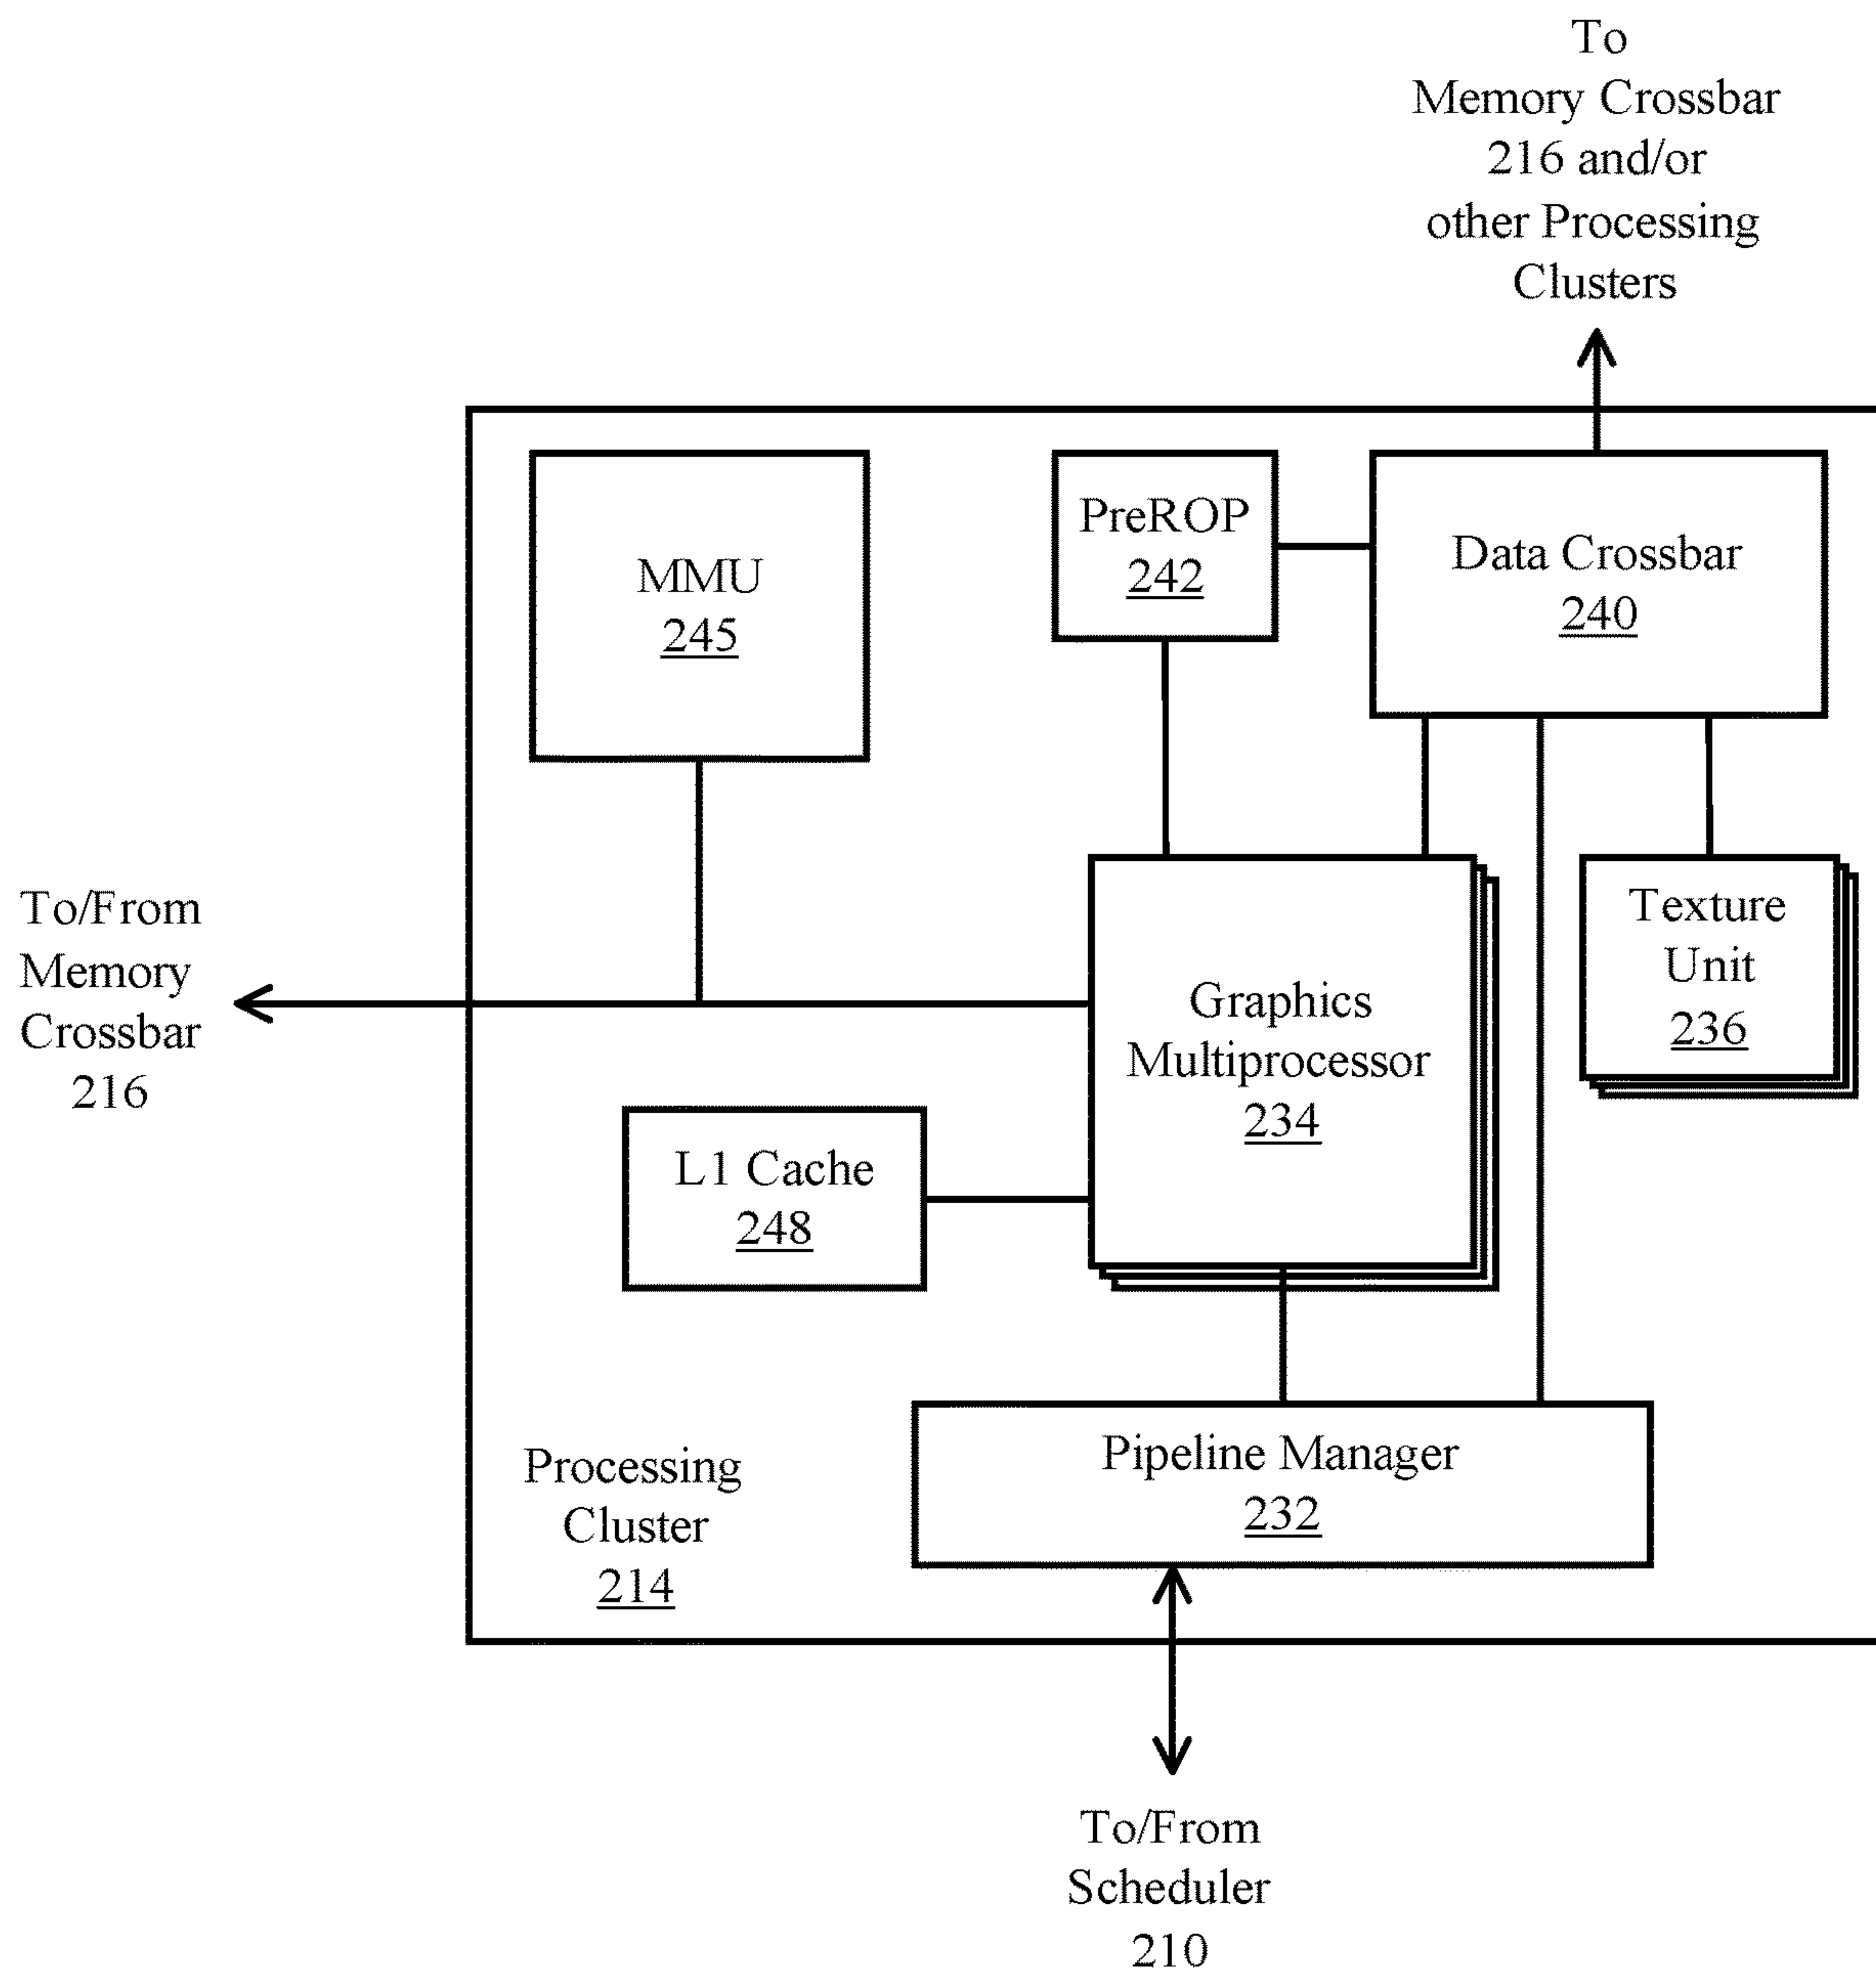 To
Memory Crossbar
216 and/or
other Processing
Clusters
MMU
245
PreROP
242
Data Crossbar
240
To/From
Memory
Crossbar
216
Graphics
Multiprocessor
234
Texture
Unit
236
L1 Cache
248
Processing
Cluster
214
Pipeline Manager
232
To/From
Scheduler
210